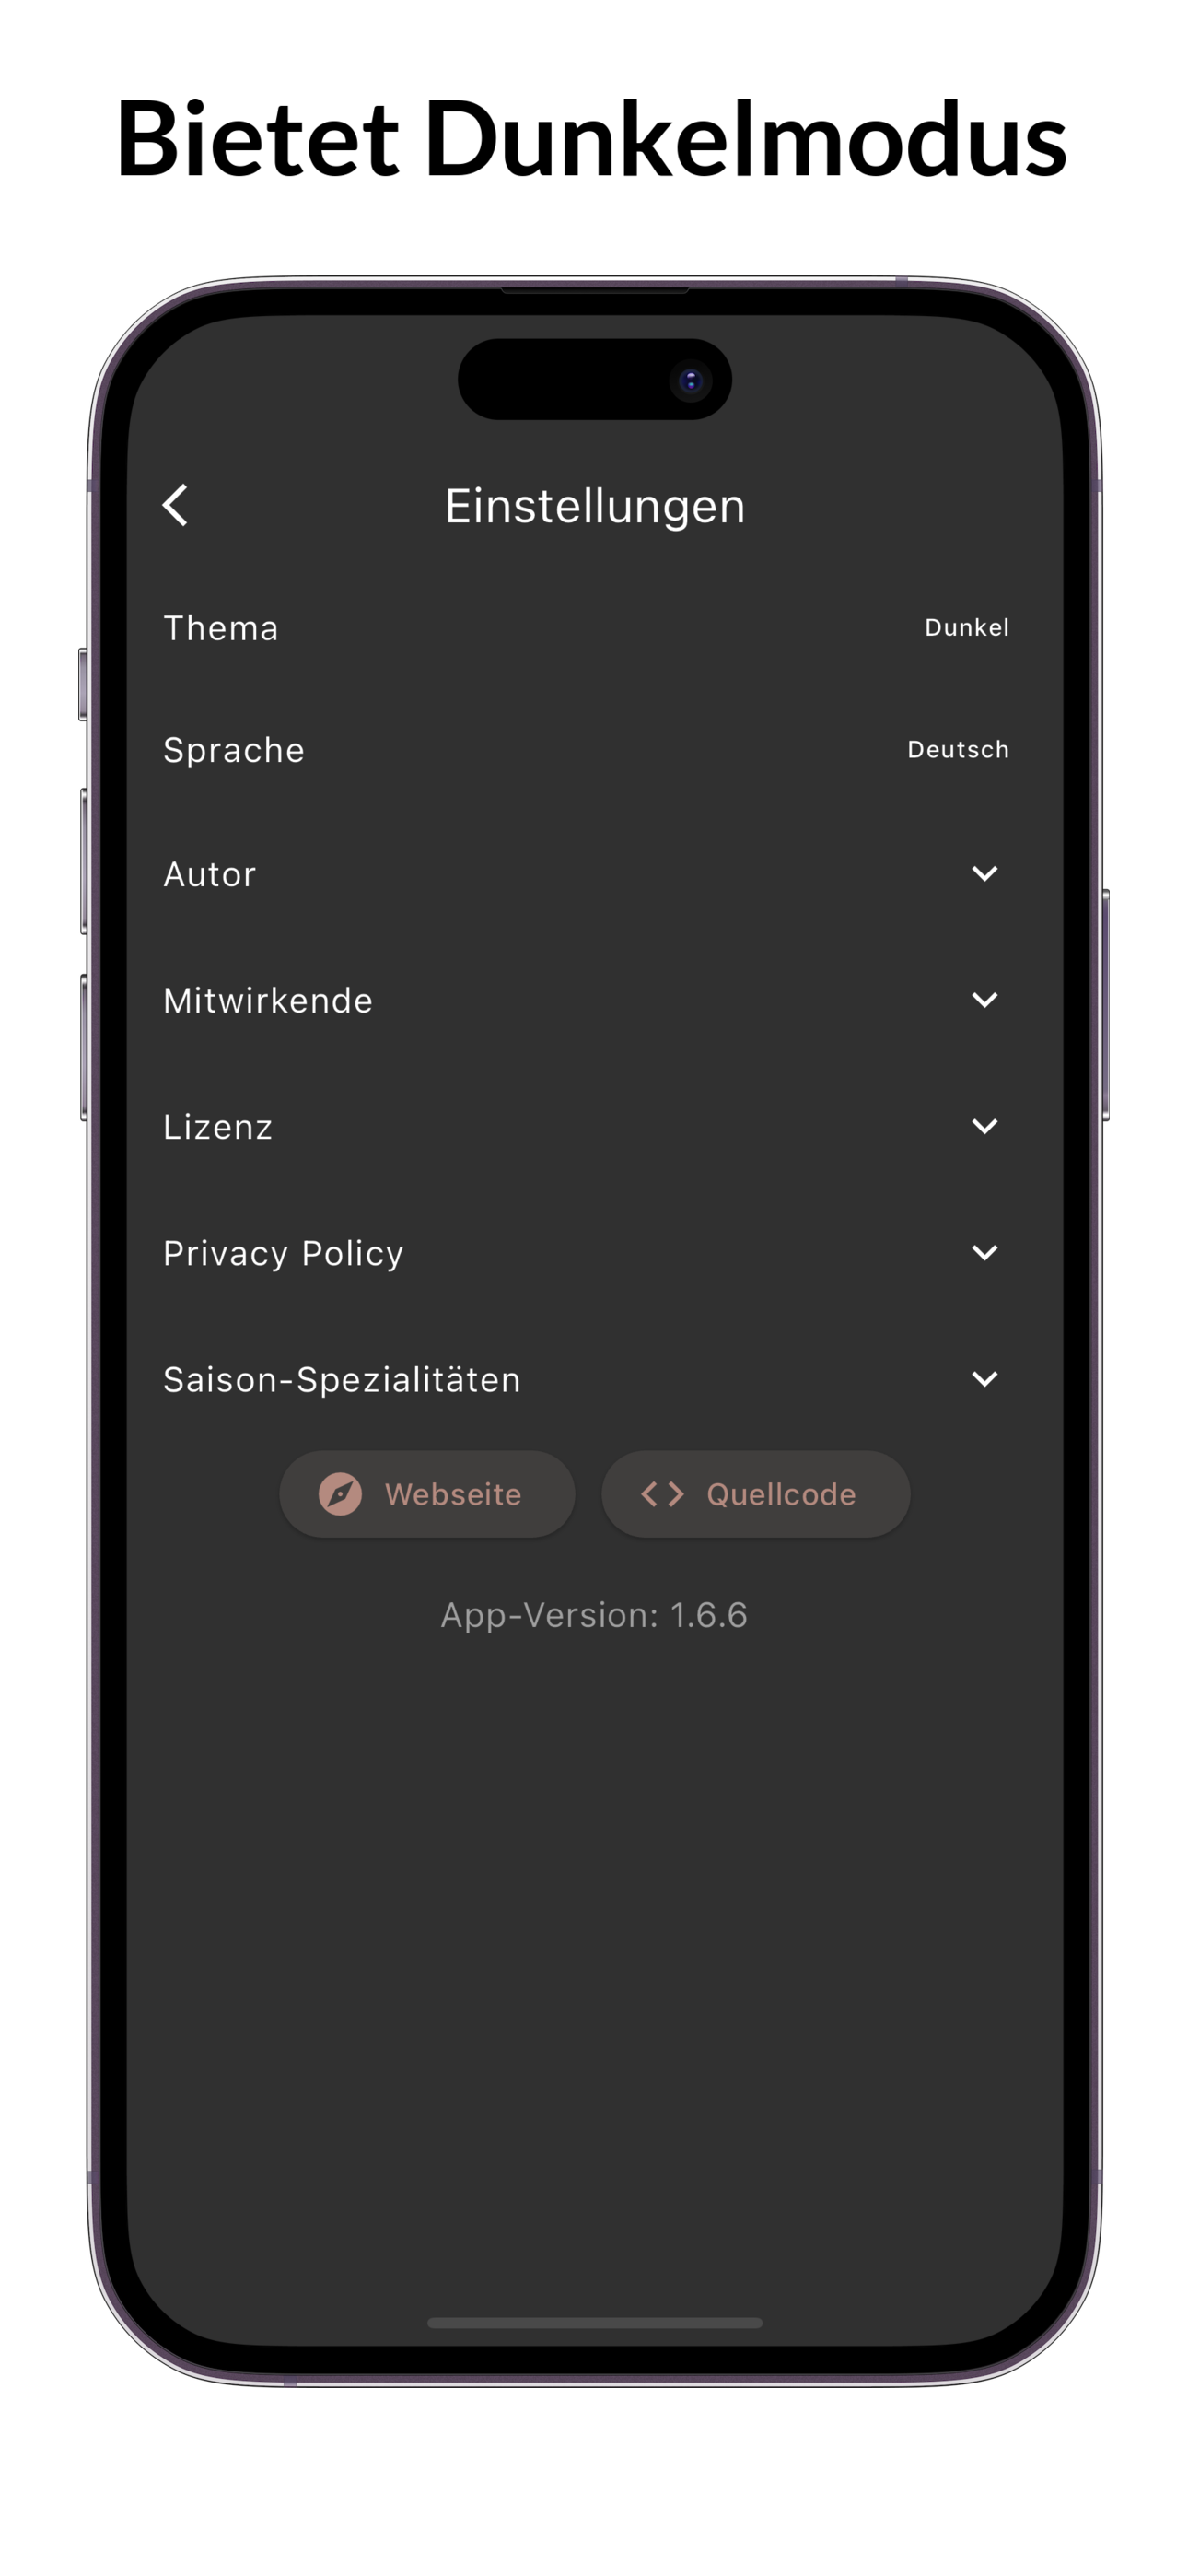 Bietet Dunkelmodus
Einstellungen
Thema Dunkel
Sprache Deutsch
Autor
Mitwirkende
Lizenz
Privacy Policy
Saison-Spezialitäten
Webseite Quellcode
App-Version: 1.6.6